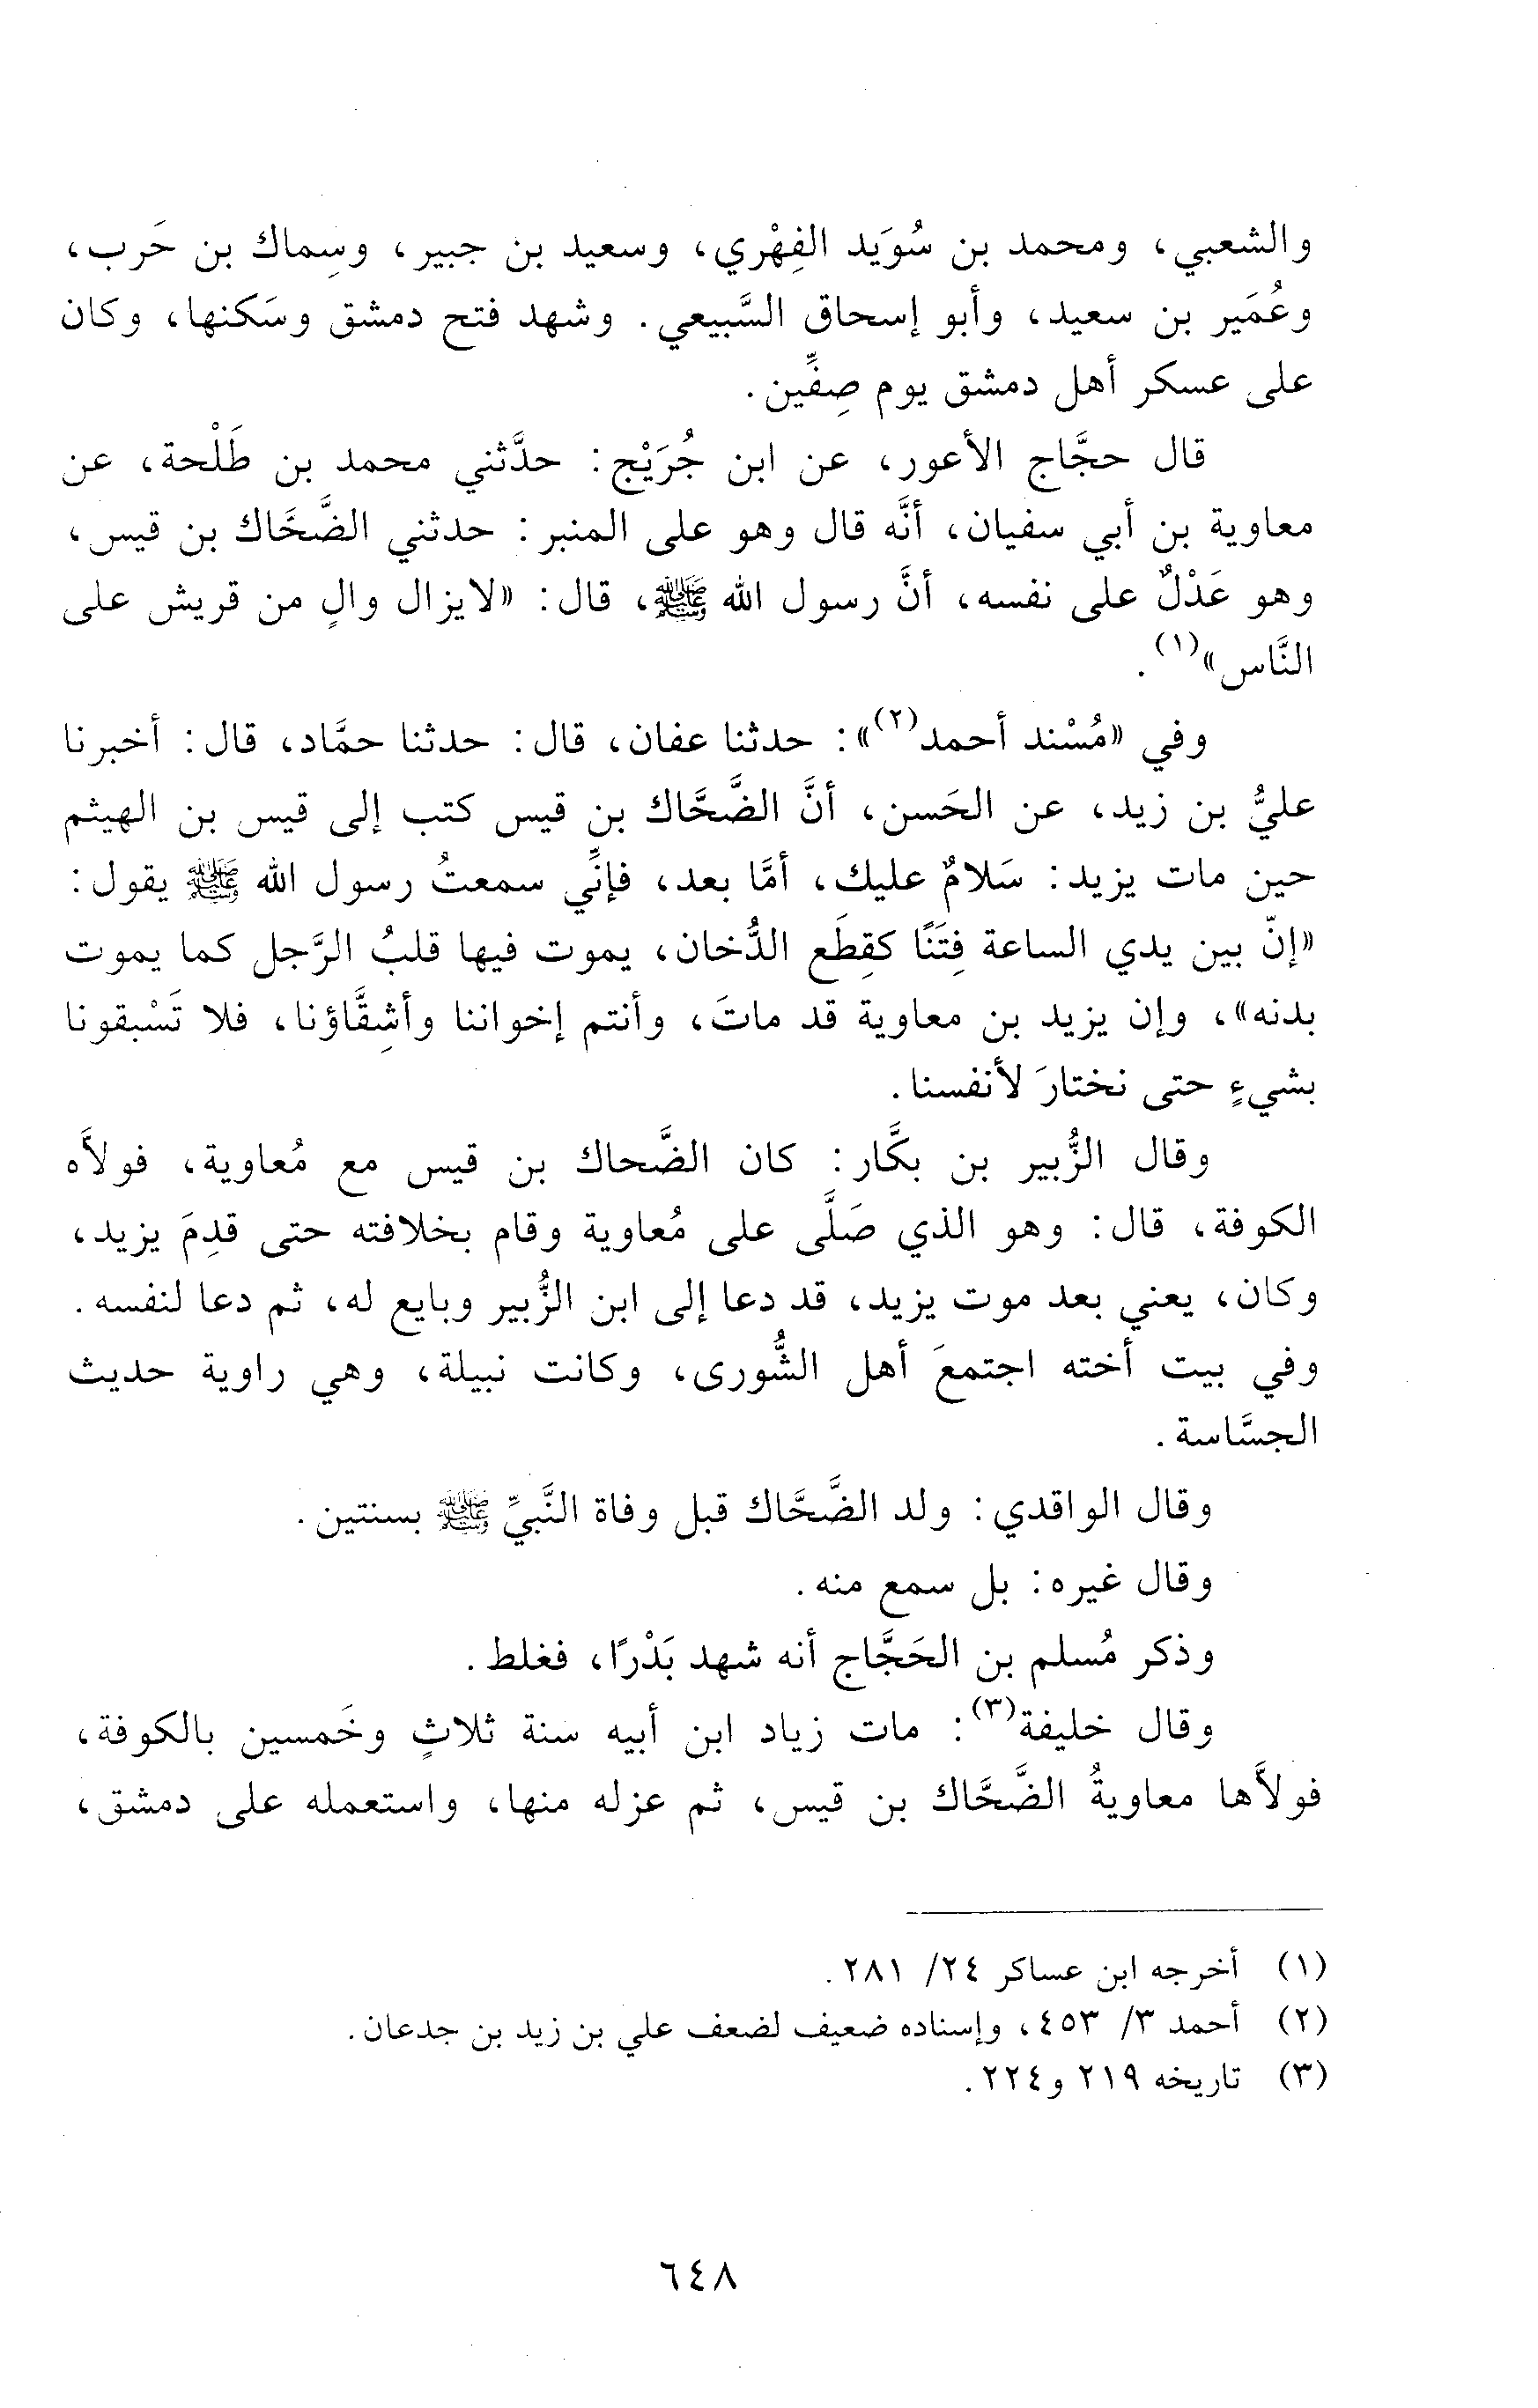 والشعبي، ومحمد بن سُوَيد الفِهْري، وسعيد بن جبير، وسِماك بن حَرب،
وعُمَير بن سعيد، وأبو إسحاق السَّبيعي. وشهد فتح دمشق وسَكنها، وكان
على عسكر أهل دمشق يوم صِفِّين.
قال حجَّاج الأعور، عن ابن جُرَيْج: حدَّثني محمد بن طَلْحة، عن
معاوية بن أبي سفيان، أنَّه قال وهو على المنبر: حدثني الضَّحَّاك بن قيس،
وهو عَدْلٌ على نفسه، أنَّ رسول الله ﷺ، قال: «لايزال والٍ من قريش على
النَّاس»(١).
وفي «مُسْند أحمد(٢)»: حدثنا عفان، قال: حدثنا حمَّاد، قال: أخبرنا
عليُّ بن زيد، عن الحَسن، أنَّ الضَّحَّاك بن قيس كتب إلى قيس بن الهيثم
حين مات يزيد: سَلامٌ عليك، أمَّا بعد، فإنِّي سمعتُ رسول الله ﷺ يقول:
«إنّ بين يدي الساعة فِتَنًا كقِطَع الدُّخان، يموت فيها قلبُ الرَّجل كما يموت
بدنه»، وإن يزيد بن معاوية قد ماتَ، وأنتم إخواننا وأشِقَّاؤنا، فلا تَسْبقونا
بشيءٍ حتى نختارَ لأنفسنا.
وقال الزُّبير بن بكَّار: كان الضَّحاك بن قيس مع مُعاوية، فولاَّه
الكوفة، قال: وهو الذي صَلَّى على مُعاوية وقام بخلافته حتى قدِمَ يزيد،
وكان، يعني بعد موت يزيد، قد دعا إلى ابن الزُّبير وبايع له، ثم دعا لنفسه.
وفي بيت أخته اجتمعَ أهل الشُّورى، وكانت نبيلة، وهي راوية حديث
الجسَّاسة.
وقال الواقدي: ولد الضَّحَّاك قبل وفاة النَّبيِّ ﷺ بسنتين.
وقال غيره: بل سمع منه.
وذكر مُسلم بن الحَجَّاج أنه شهد بَدْرًا، فغلط.
وقال خليفة(٣): مات زياد ابن أبيه سنة ثلاثٍ وخَمسين بالكوفة،
فولاَّها معاويةُ الضَّحَّاك بن قيس، ثم عزله منها، واستعمله على دمشق،
(١) أخرجه ابن عساكر ٢٤/ ٢٨١.
(٢) أحمد ٣/ ٤٥٣، وإسناده ضعيف لضعف علي بن زيد بن جدعان.
(٣) تاريخه ٢١٩ و٢٢٤.
٦٤٨